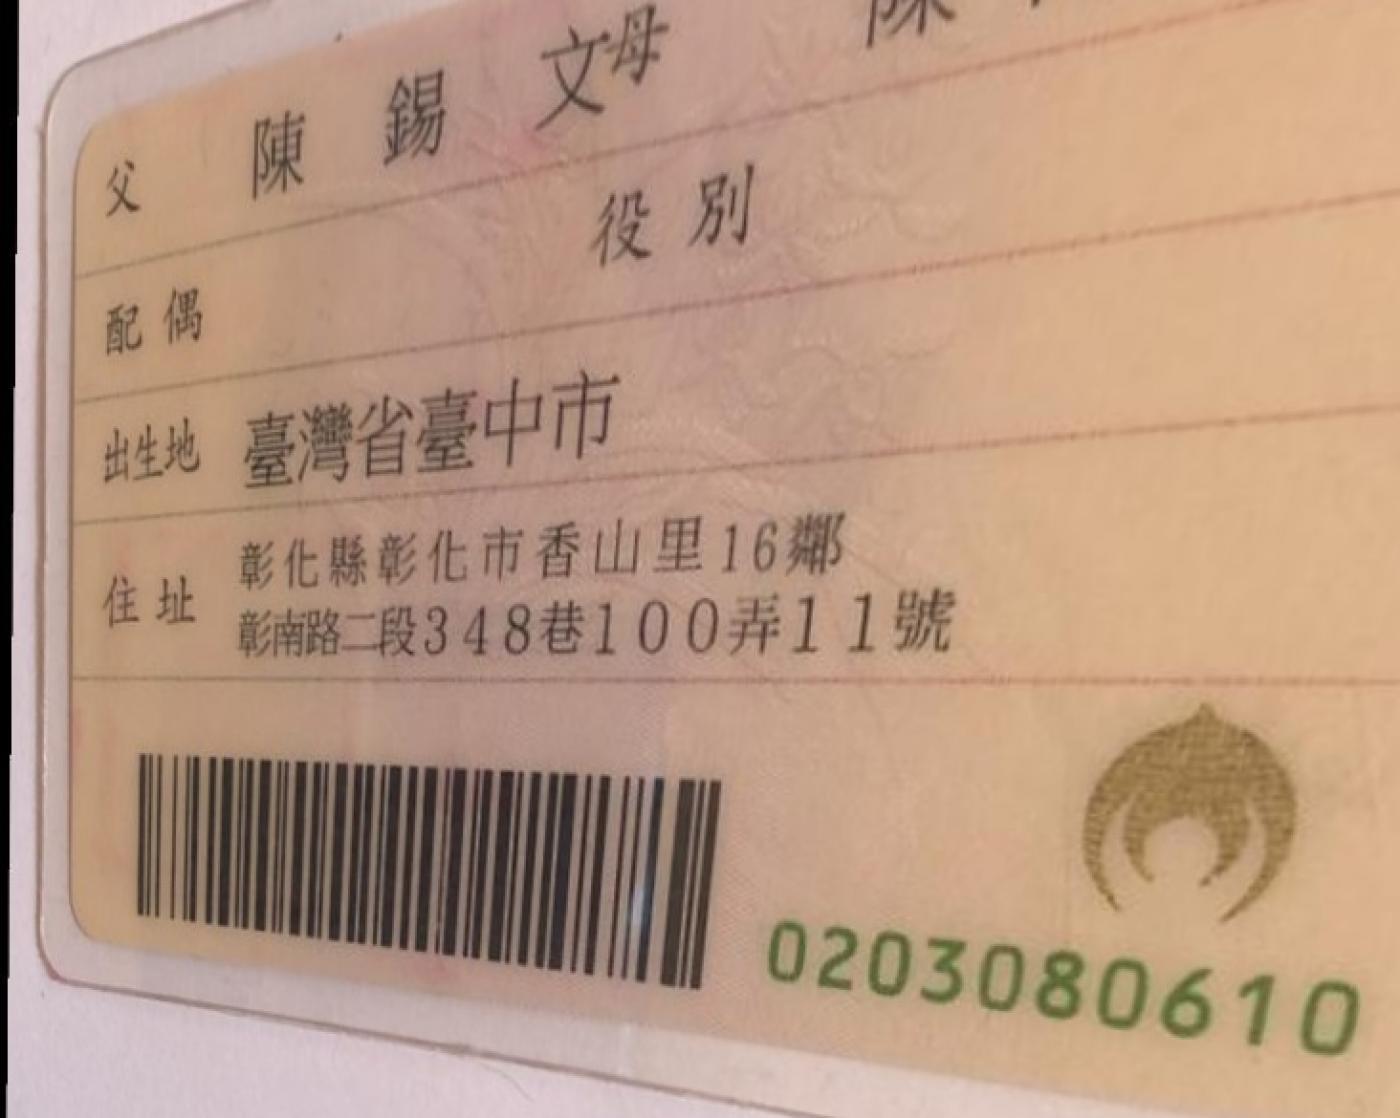 父 陳錫文 母 陳
配偶 役別
出生地 臺灣省臺中市
住址 彰化縣彰化市香山里16鄰
彰南路二段348巷100弄11號
0203080610